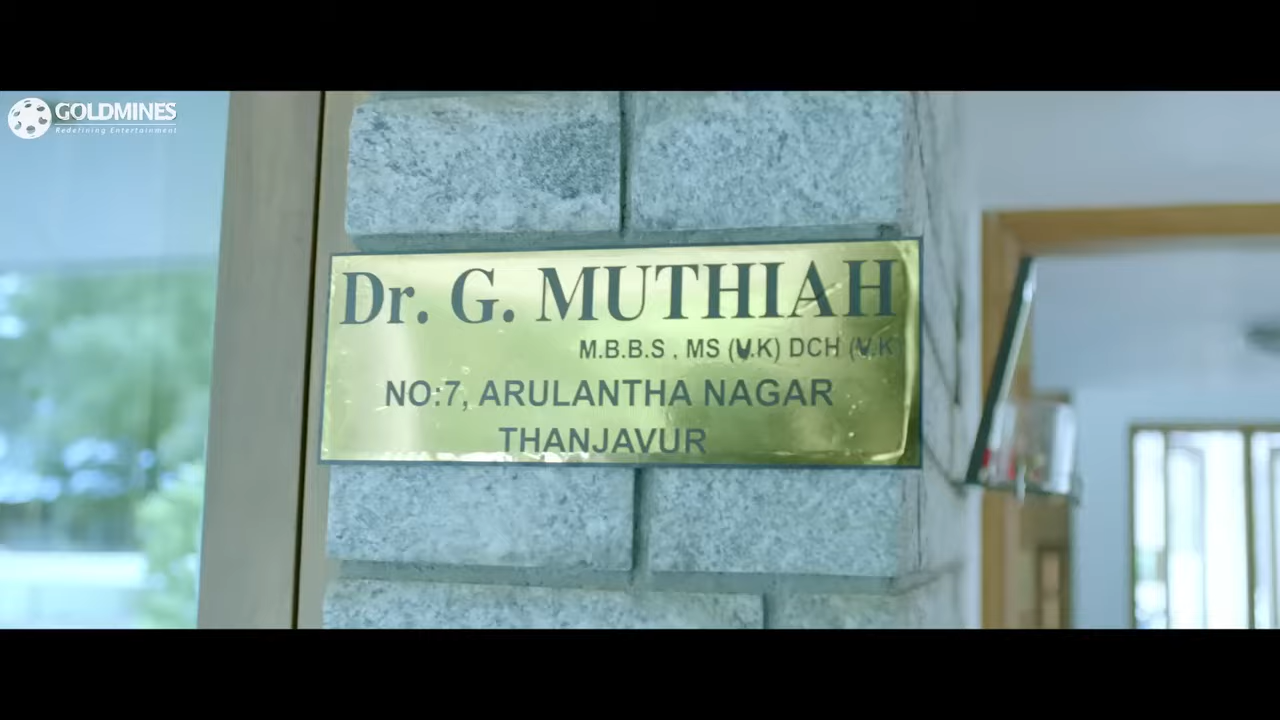 GOLDMINES
Redefining Entertainment
Dr. G. MUTHIAH
M.B.B.S , MS (U.K) DCH (U.K
NO:7, ARULANTHA NAGAR
THANJAVUR